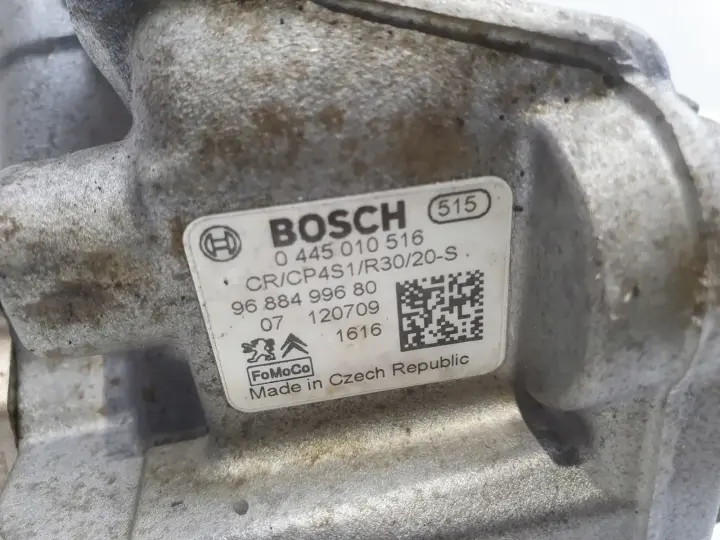 BOSCH 515
0 445 010 516
CR/CP4S1/R30/20-S
96 884 996 80
07 120709
1616
FoMoCo
Made in Czech Republic